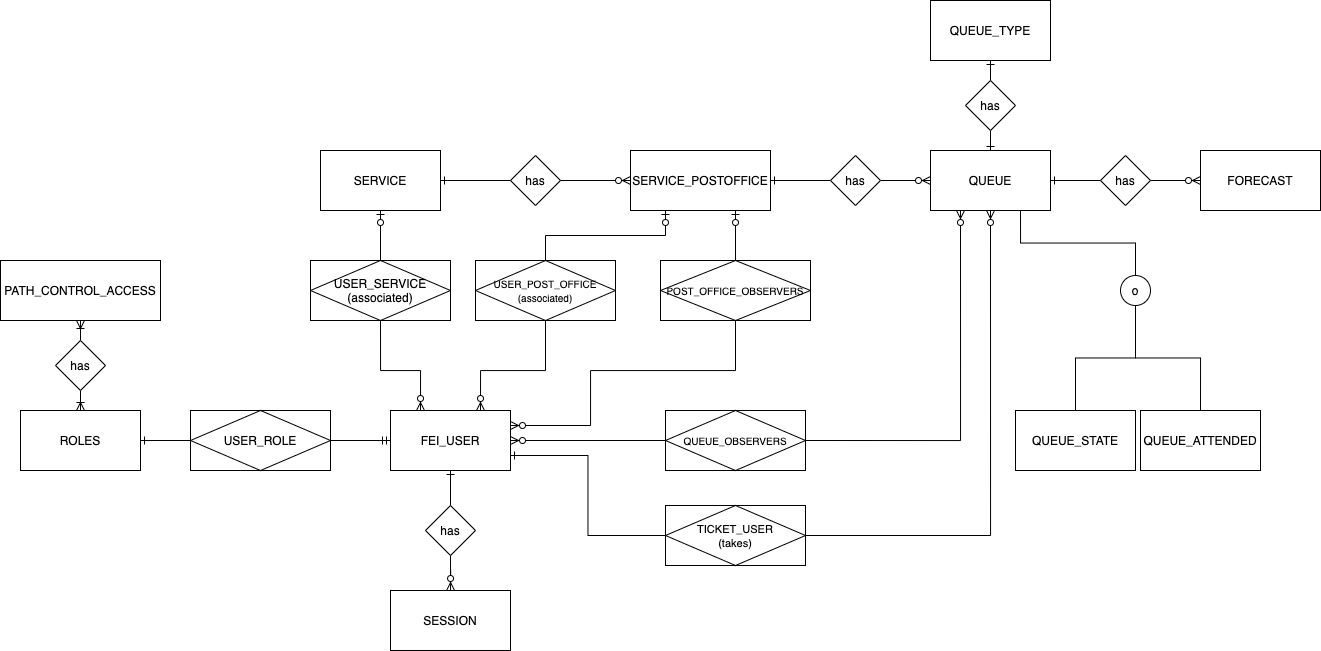 QUEUE_TYPE
has
SERVICE
has
SERVICE_POSTOFFICE
has
QUEUE
has
FORECAST
PATH_CONTROL_ACCESS
USER_SERVICE
(associated)
USER_POST_OFFICE
(associated)
POST_OFFICE_OBSERVERS
o
has
ROLES
USER_ROLE
FEI_USER
QUEUE_OBSERVERS
QUEUE_STATE
QUEUE_ATTENDED
has
TICKET_USER
(takes)
SESSION